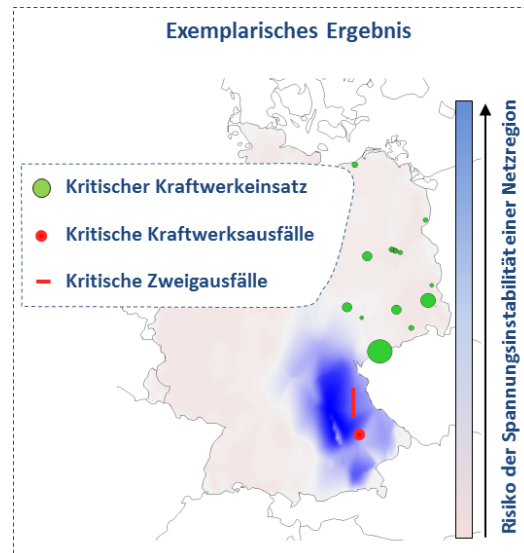 Exemplarisches Ergebnis
Kritischer Kraftwerkeinsatz
Kritische Kraftwerksausfälle
Kritische Zweigausfälle
Risiko der Spannungsinstabilität einer Netzregion